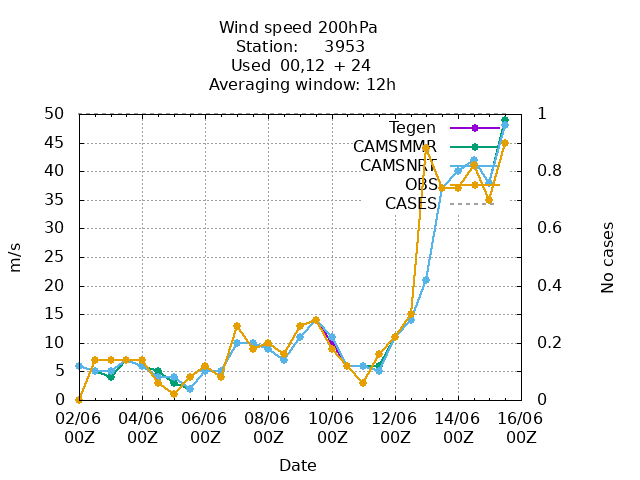 Wind speed 200hPa
Station: 3953
Used 00,12 + 24
Averaging window: 12h
50 1
Tegen
45
CAMSMMR
40 0.8
CAMSNRT
35
OBS
CASES
30 0.6
25
20 0.4
15
10 0.2
5
0 0
m/s
No cases
02/06 04/06 06/06 08/06 10/06 12/06 14/06 16/06
00Z 00Z 00Z 00Z 00Z 00Z 00Z 00Z
Date